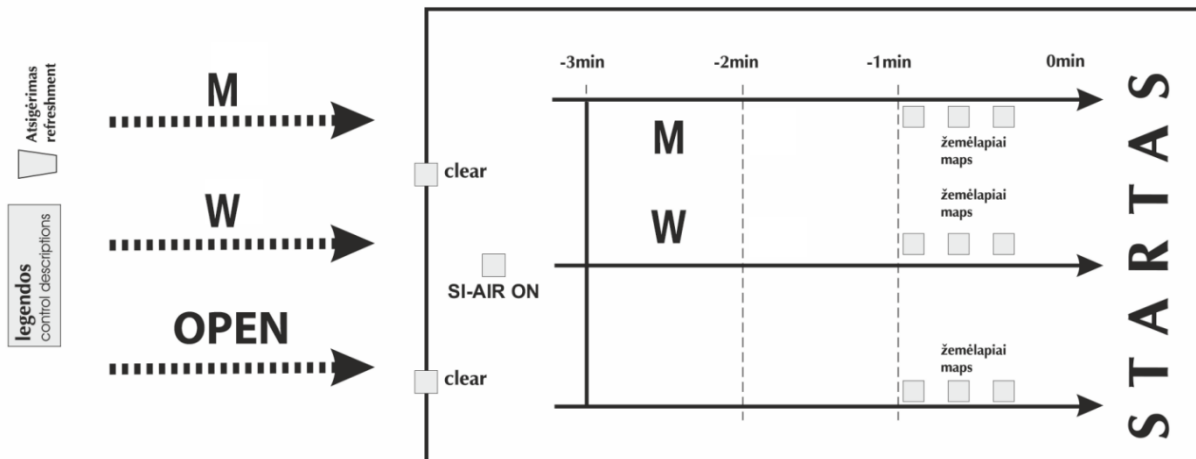 Atsigėrimas
refreshment
legendos
control descriptions
M
W
OPEN
clear
SI-AIR ON
clear
-3min
-2min
-1min
0min
M
W
žemėlapiai
maps
žemėlapiai
maps
žemėlapiai
maps
STARTAS